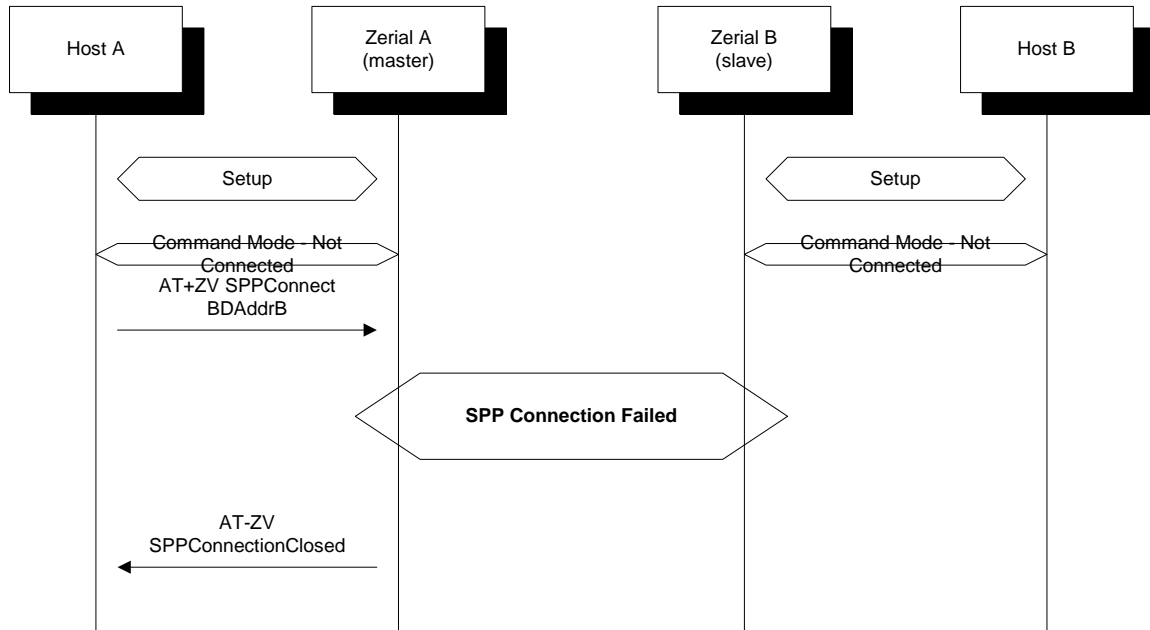 Host A
Zerial A
(master)
Zerial B
(slave)
Host B
Setup
Setup
Command Mode - Not
Connected
Command Mode - Not
Connected
AT+ZV SPPConnect
BDAddrB
SPP Connection Failed
AT-ZV
SPPConnectionClosed